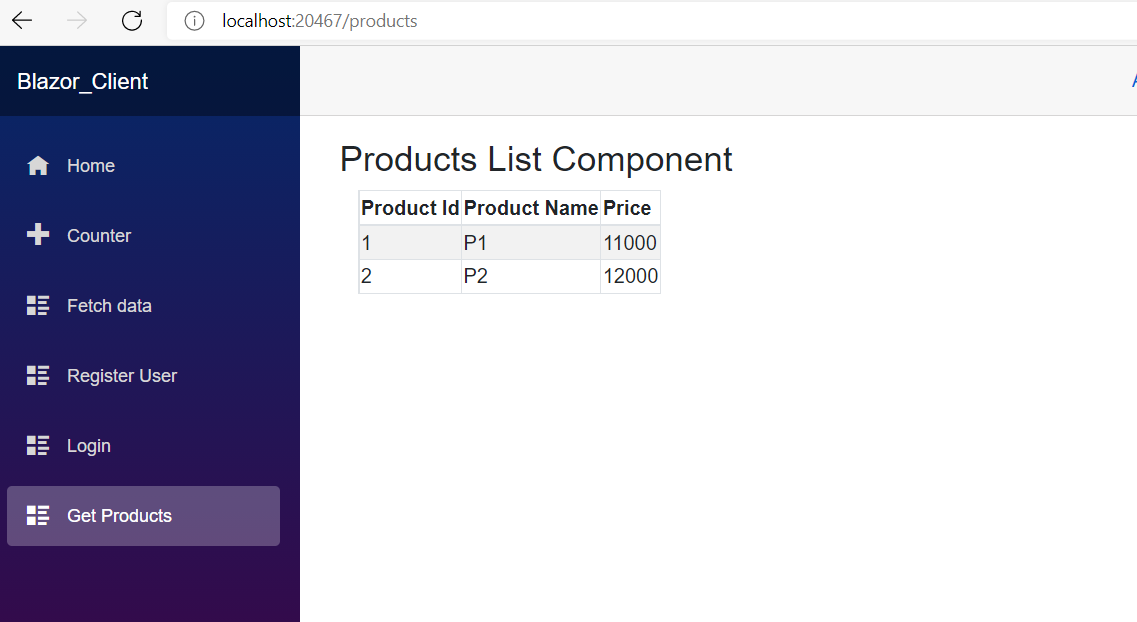 localhost:20467/products
Blazor_Client
Home
Counter
Fetch data
Register User
Login
Get Products
Products List Component
Product Id Product Name Price
1 P1 11000
2 P2 12000